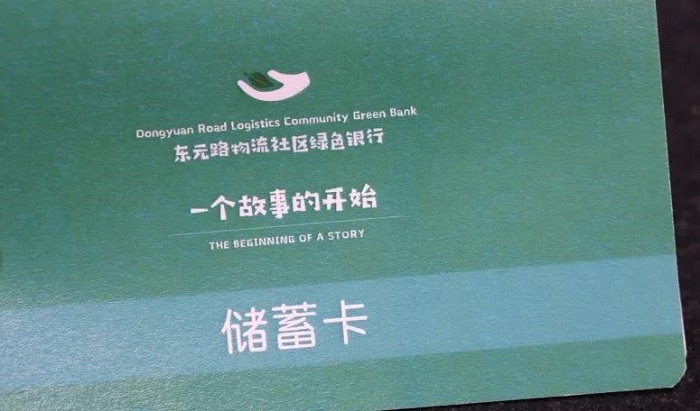 Dongyuan Road Logistics Community Green Bank
东元路物流社区绿色银行
一个故事的开始
THE BEGINNING OF A STORY
储蓄卡